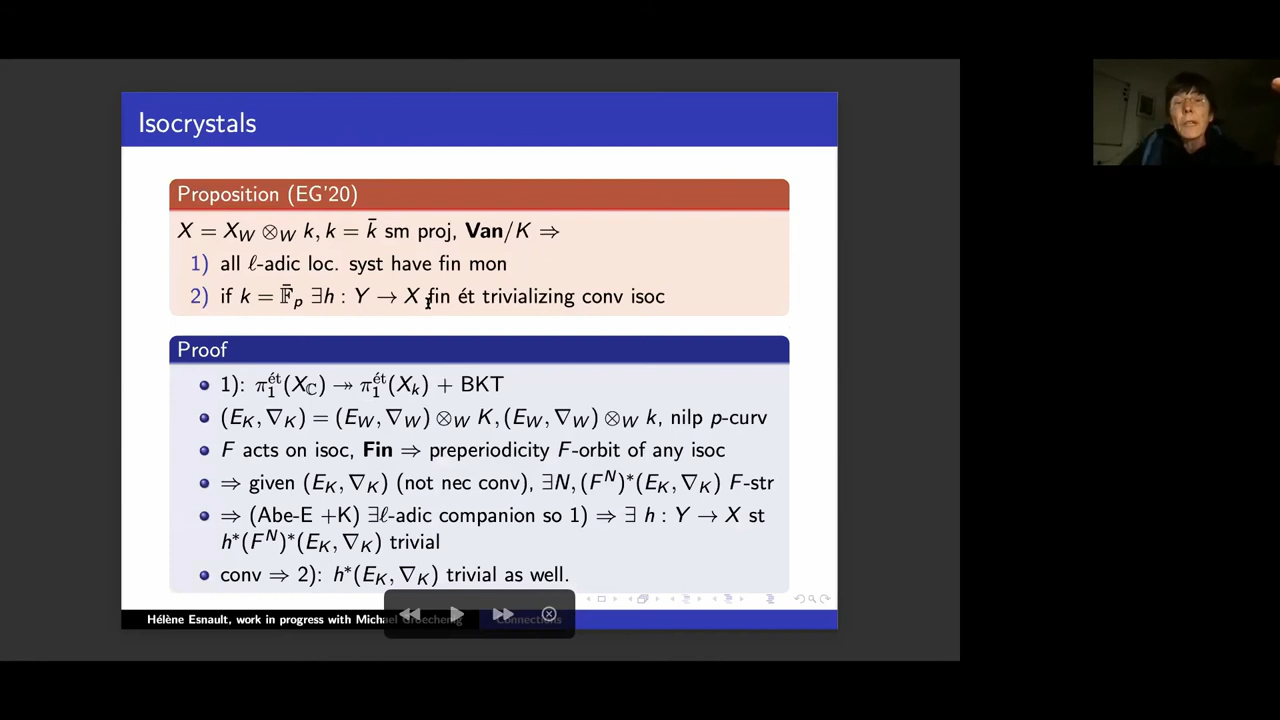 Isocrystals
Proposition (EG'20)
X = X_W ⊗_W k, k = k̄ sm proj, Van/K ⇒
1) all ℓ-adic loc. syst have fin mon
2) if k = 𝔽̄_p ∃h : Y → X fin ét trivializing conv isoc
Proof
1): π₁^ét(X_ℂ) ↠ π₁^ét(X_k) + BKT
(E_K, ∇_K) = (E_W, ∇_W) ⊗_W K, (E_W, ∇_W) ⊗_W k, nilp p-curv
F acts on isoc, Fin ⇒ preperiodicity F-orbit of any isoc
⇒ given (E_K, ∇_K) (not nec conv), ∃N, (F^N)*(E_K, ∇_K) F-str
⇒ (Abe-E +K) ∃ℓ-adic companion so 1) ⇒ ∃ h : Y → X st
h*(F^N)*(E_K, ∇_K) trivial
conv ⇒ 2): h*(E_K, ∇_K) trivial as well.
Hélène Esnault, work in progress with Michael Groechenig Connections